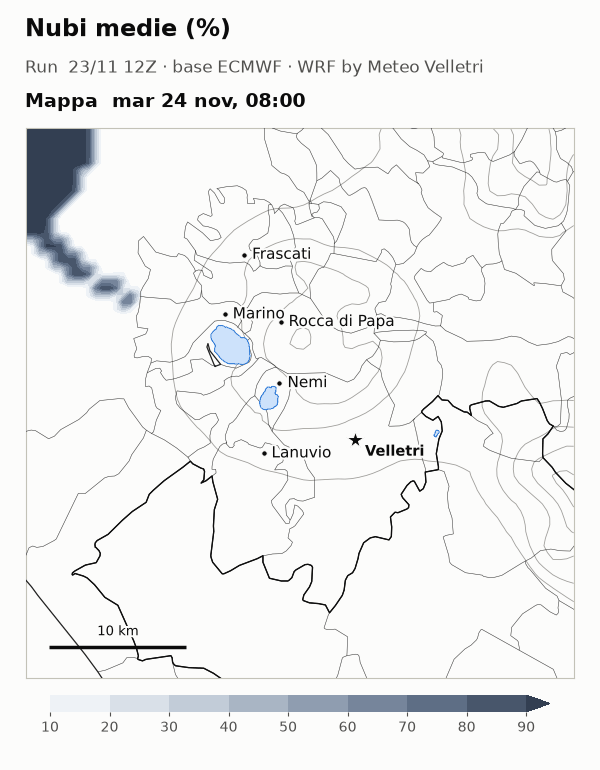 Nubi medie (%)
Run  23/11 12Z · base ECMWF · WRF by Meteo Velletri
Mappa  mar 24 nov, 08:00
Frascati
Marino
Rocca di Papa
Nemi
Velletri
Lanuvio
10 km
10 20 30 40 50 60 70 80 90